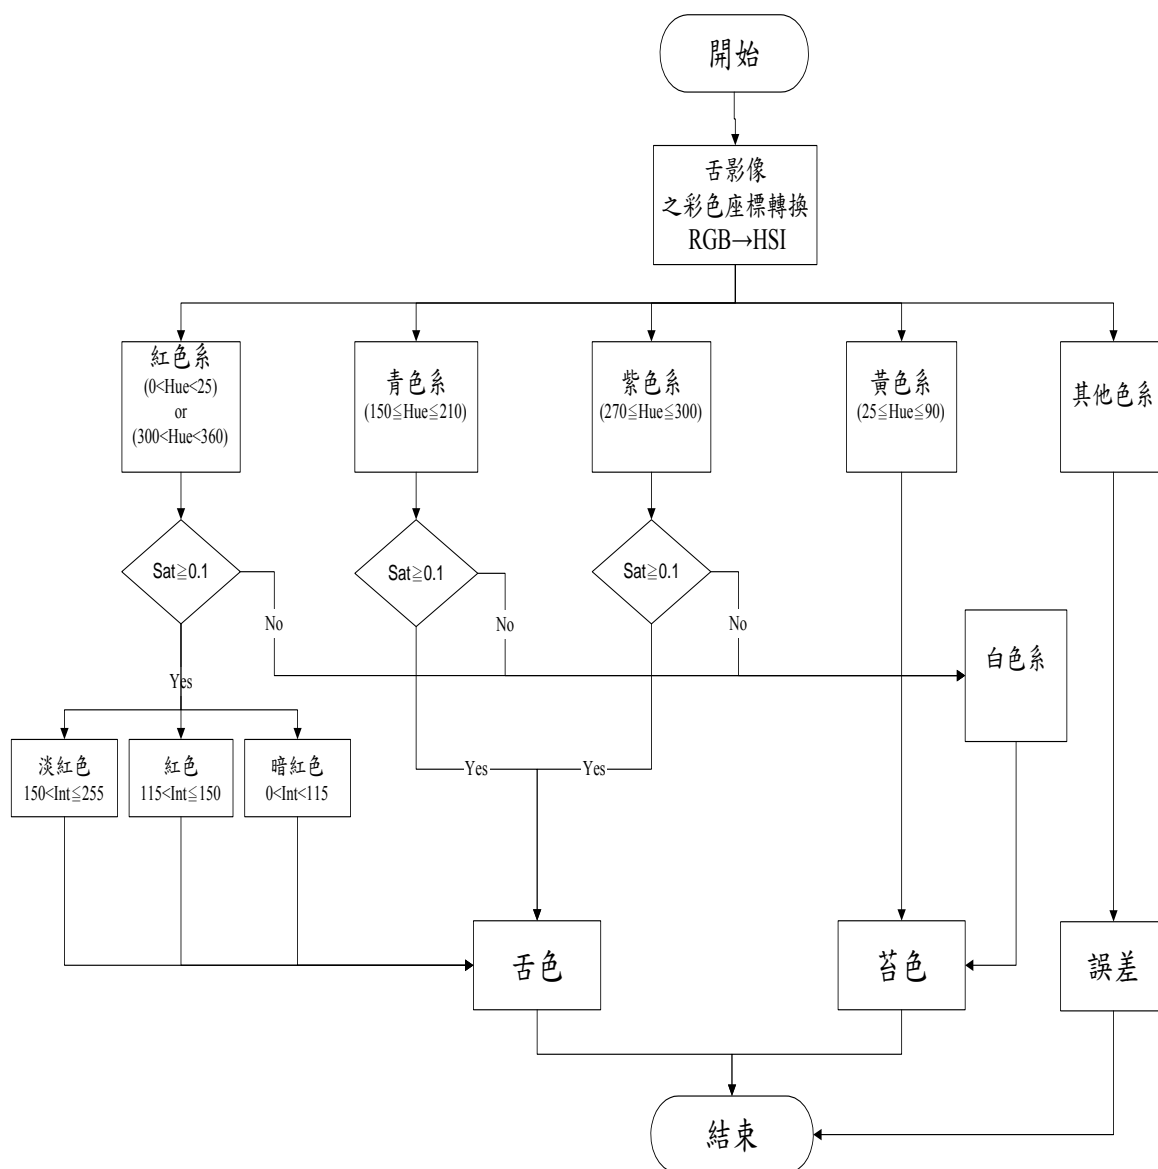 開始
舌影像
之彩色座標轉換
RGB→HSI
紅色系
(0<Hue<25)
or
(300<Hue<360)
青色系
(150≦Hue≦210)
紫色系
(270≦Hue≦300)
黃色系
(25≦Hue≦90)
其他色系
Sat≧0.1
Sat≧0.1
Sat≧0.1
No
No
No
白色系
Yes
淡紅色
150<Int≦255
紅色
115<Int≦150
暗紅色
0<Int<115
Yes
Yes
舌色
苔色
誤差
結束